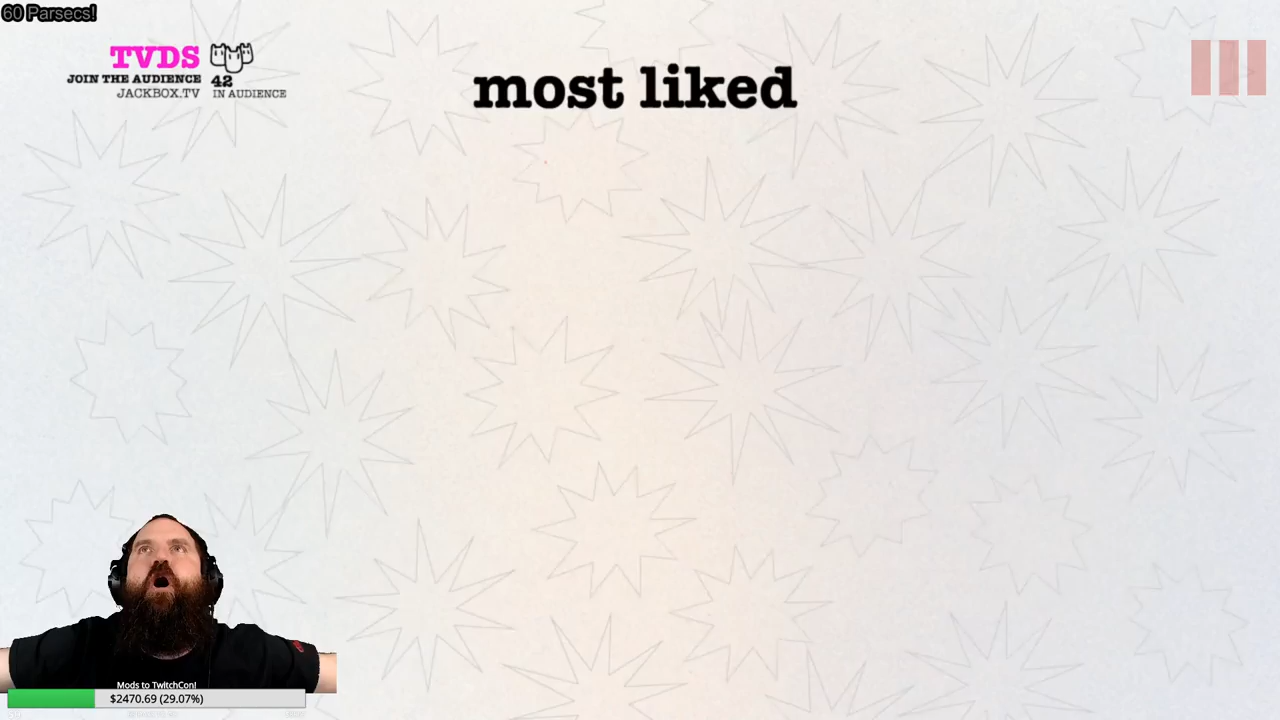 60 Parsecs!
TVDS
JOIN THE AUDIENCE
JACKBOX.TV
42
IN AUDIENCE
most liked
Mods to TwitchCon!
$2470.69 (29.07%)